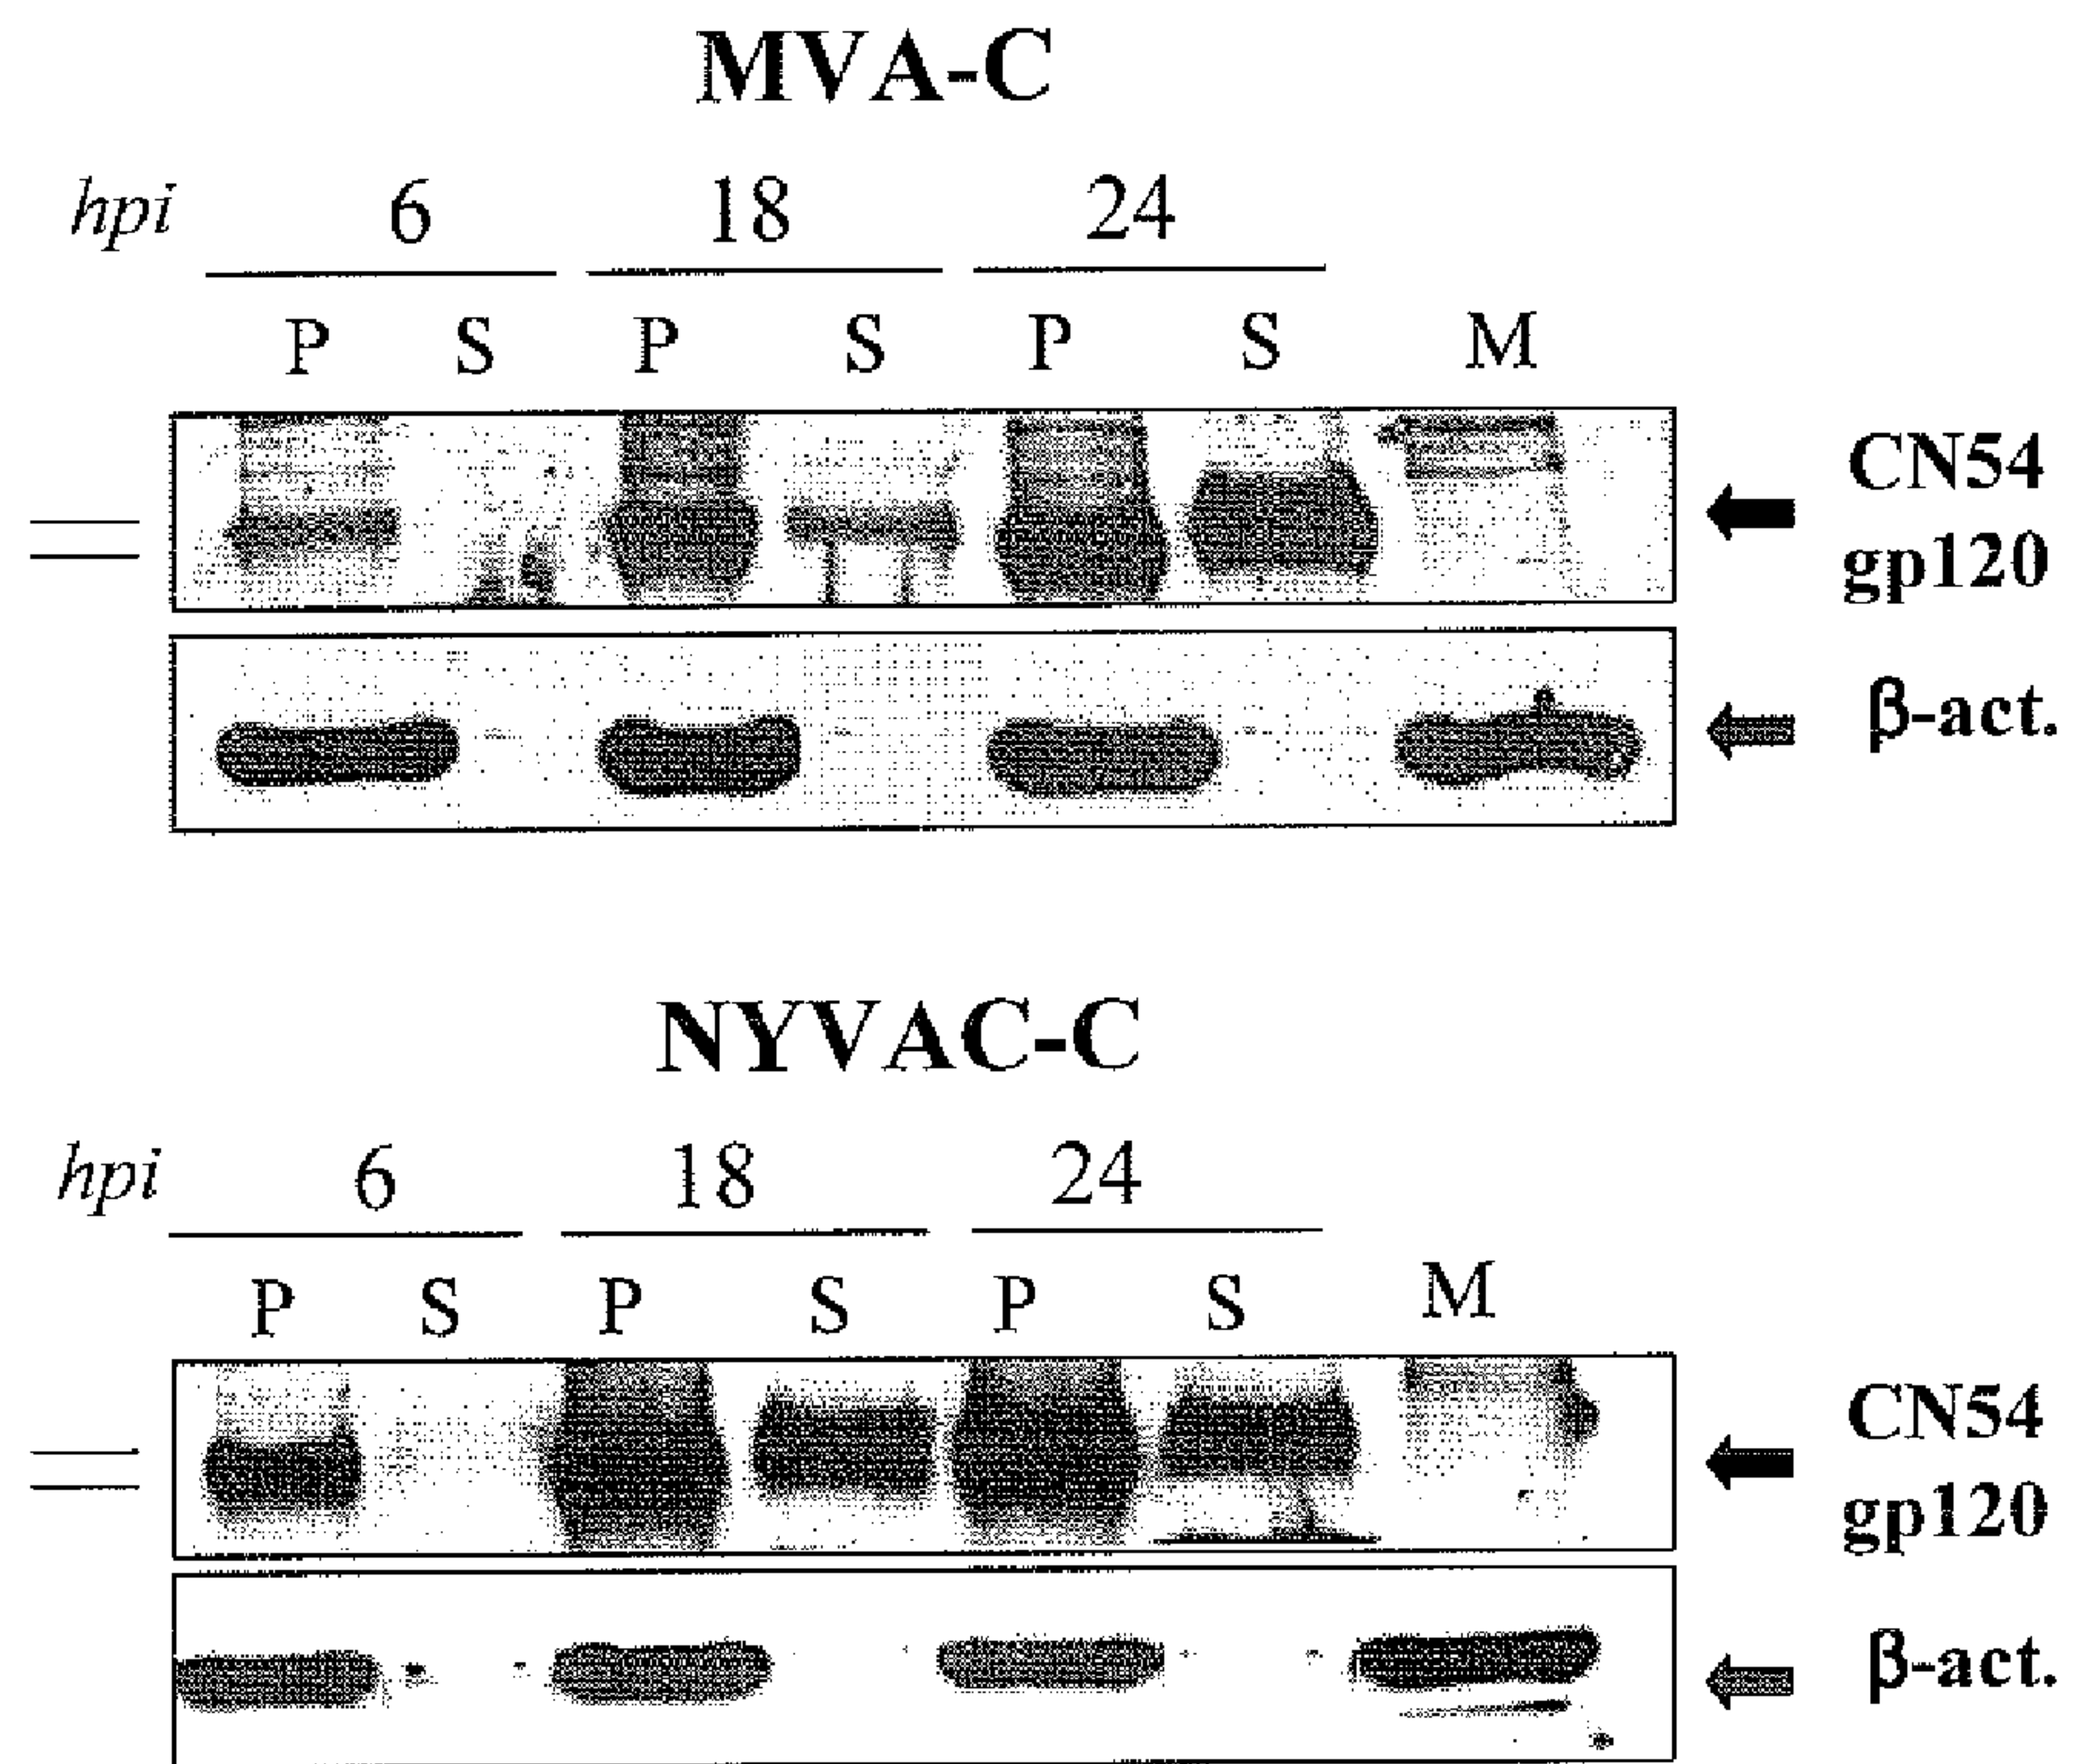 MVA-C
hpi 6 18 24
P S P S P S M
CN54
gp120
β-act.
NYVAC-C
hpi 6 18 24
P S P S P S M
CN54
gp120
β-act.